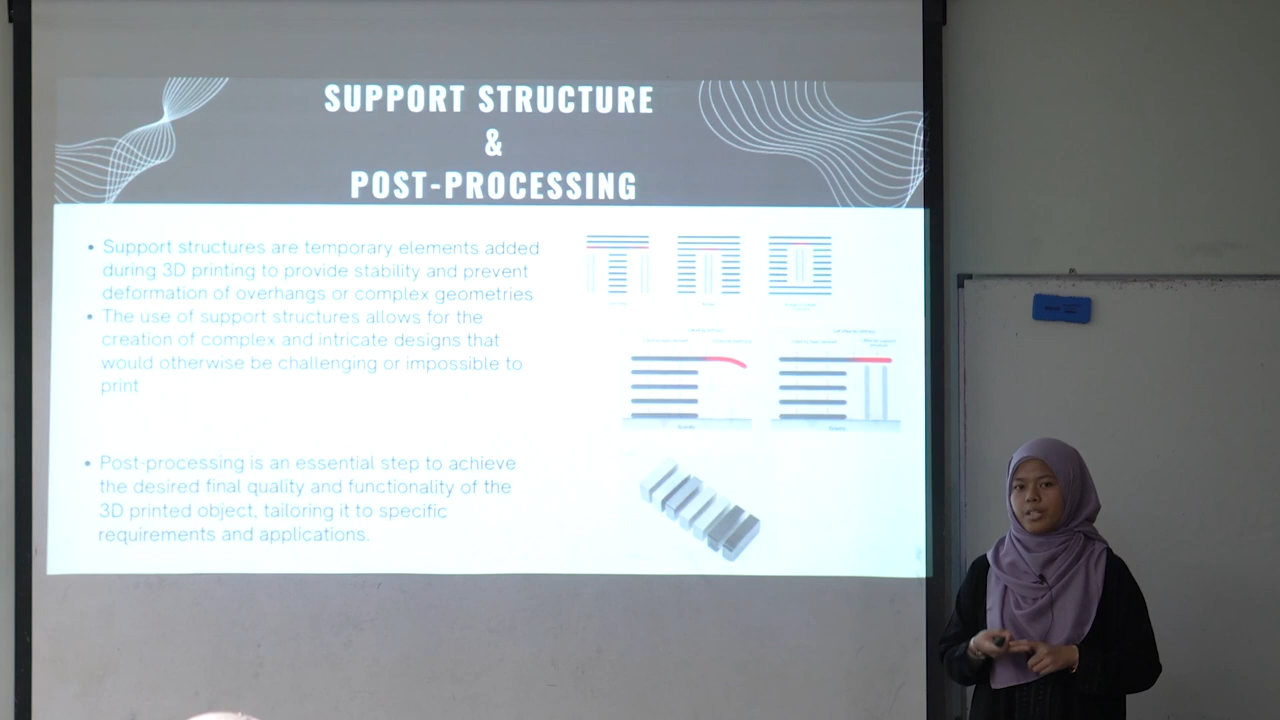 SUPPORT STRUCTURE
&
POST-PROCESSING
• Support structures are temporary elements added
during 3D printing to provide stability and prevent
deformation of overhangs or complex geometries
• The use of support structures allows for the
creation of complex and intricate designs that
would otherwise be challenging or impossible to
print
• Post-processing is an essential step to achieve
the desired final quality and functionality of the
3D printed object, tailoring it to specific
requirements and applications.